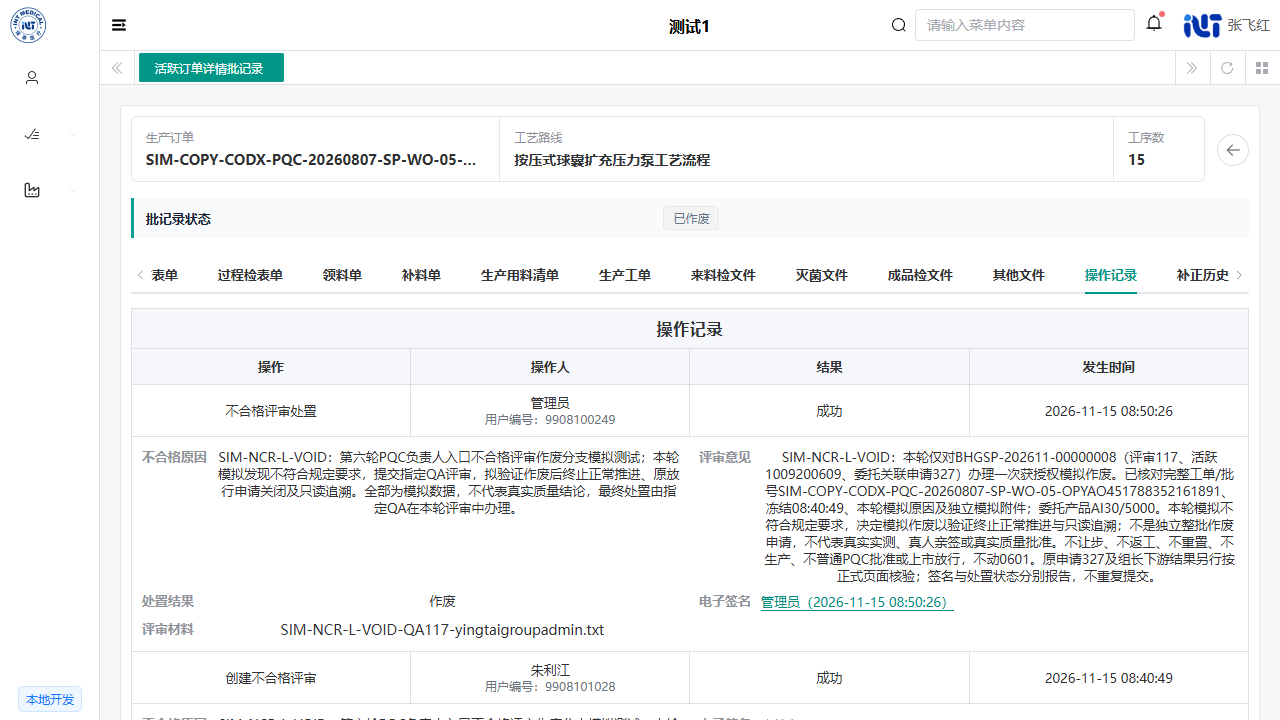 INT MEDICAL
测试1
请输入菜单内容
iNT
张飞红
活跃订单详情批记录
生产订单
SIM-COPY-CODX-PQC-20260807-SP-WO-05-...
工艺路线
按压式球囊扩充压力泵工艺流程
工序数
15
批记录状态
已作废
表单
过程检表单
领料单
补料单
生产用料清单
生产工单
来料检文件
灭菌文件
成品检文件
其他文件
操作记录
补正历史
操作记录
操作
操作人
结果
发生时间
不合格评审处置
管理员
用户编号：9908100249
成功
2026-11-15 08:50:26
不合格原因
SIM-NCR-L-VOID：第六轮PQC负责人入口不合格评审作废分支模拟测试；本轮
模拟发现不符合规定要求，提交指定QA评审，拟验证作废后终止正常推进、原放
行申请关闭及只读追溯。全部为模拟数据，不代表真实质量结论，最终处置由指
定QA在本轮评审中办理。
评审意见
SIM-NCR-L-VOID：本轮仅对BHGSP-202611-00000008（评审117、活跃
1009200609、委托关联申请327）办理一次获授权模拟作废。已核对完整工单/批
号SIM-COPY-CODX-PQC-20260807-SP-WO-05-OPYAO451788352161891、
冻结08:40:49、本轮模拟原因及独立模拟附件；委托产品AI30/5000。本轮模拟不
符合规定要求，决定模拟作废以验证终止正常推进与只读追溯；不是独立整批作废
申请，不代表真实实测、真人亲签或真实质量批准。不让步、不返工、不重置、不
生产、不普通PQC批准或上市放行，不动0601。原申请327及组长下游结果另行按
正式页面核验；签名与处置状态分别报告，不重复提交。
处置结果
作废
电子签名
管理员（2026-11-15 08:50:26）
评审材料
SIM-NCR-L-VOID-QA117-yingtaigroupadmin.txt
创建不合格评审
朱利江
用户编号：9908101028
成功
2026-11-15 08:40:49
本地开发